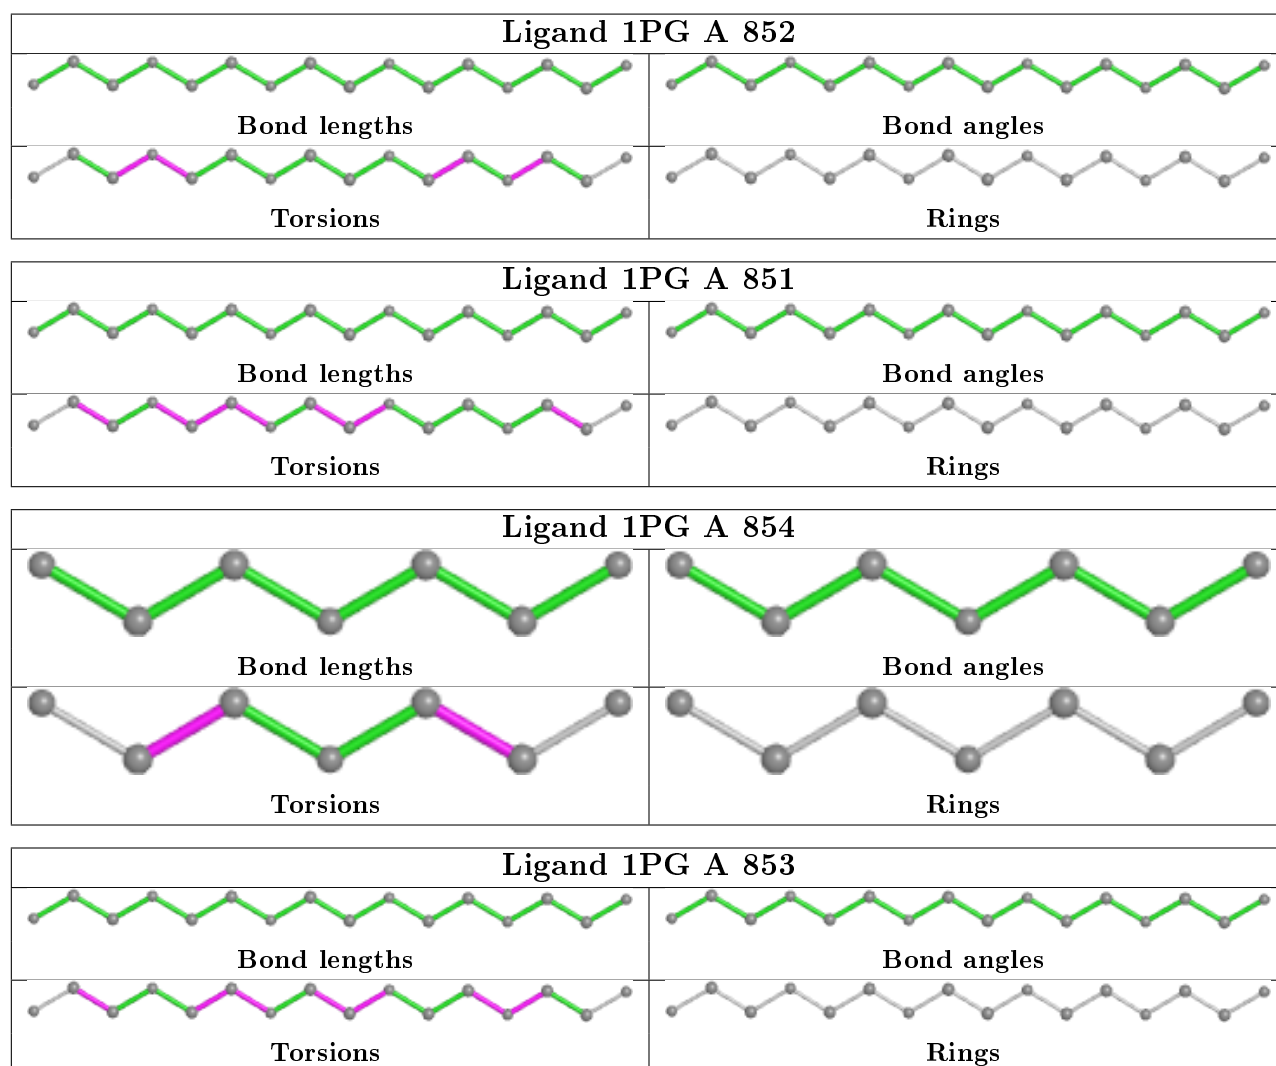 Ligand 1PG A 852
Bond lengths
Bond angles
Torsions
Rings
Ligand 1PG A 851
Bond lengths
Bond angles
Torsions
Rings
Ligand 1PG A 854
Bond lengths
Bond angles
Torsions
Rings
Ligand 1PG A 853
Bond lengths
Bond angles
Torsions
Rings